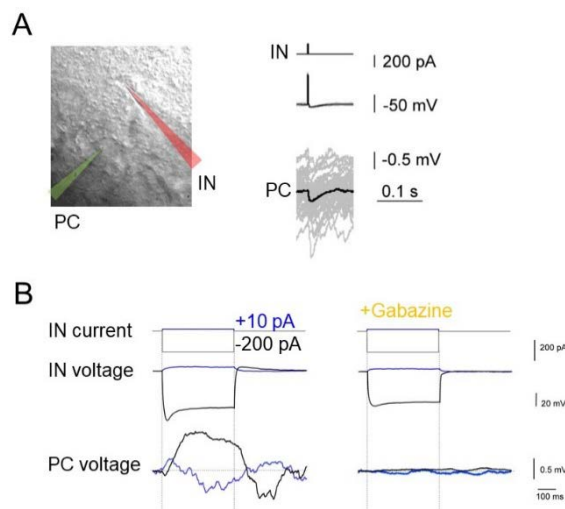 A
IN
200 pA
-50 mV
-0.5 mV
PC
0.1 s
IN
PC
B
+10 pA
+Gabazine
IN current
-200 pA
200 pA
IN voltage
20 mV
PC voltage
0.5 mV
100 ms